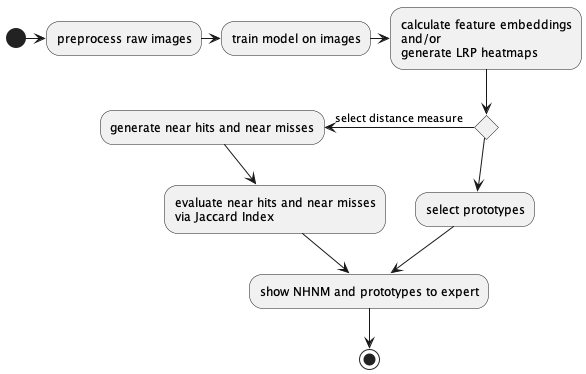 preprocess raw images
train model on images
calculate feature embeddings
and/or
generate LRP heatmaps
select distance measure
generate near hits and near misses
evaluate near hits and near misses
via Jaccard Index
select prototypes
show NHNM and prototypes to expert